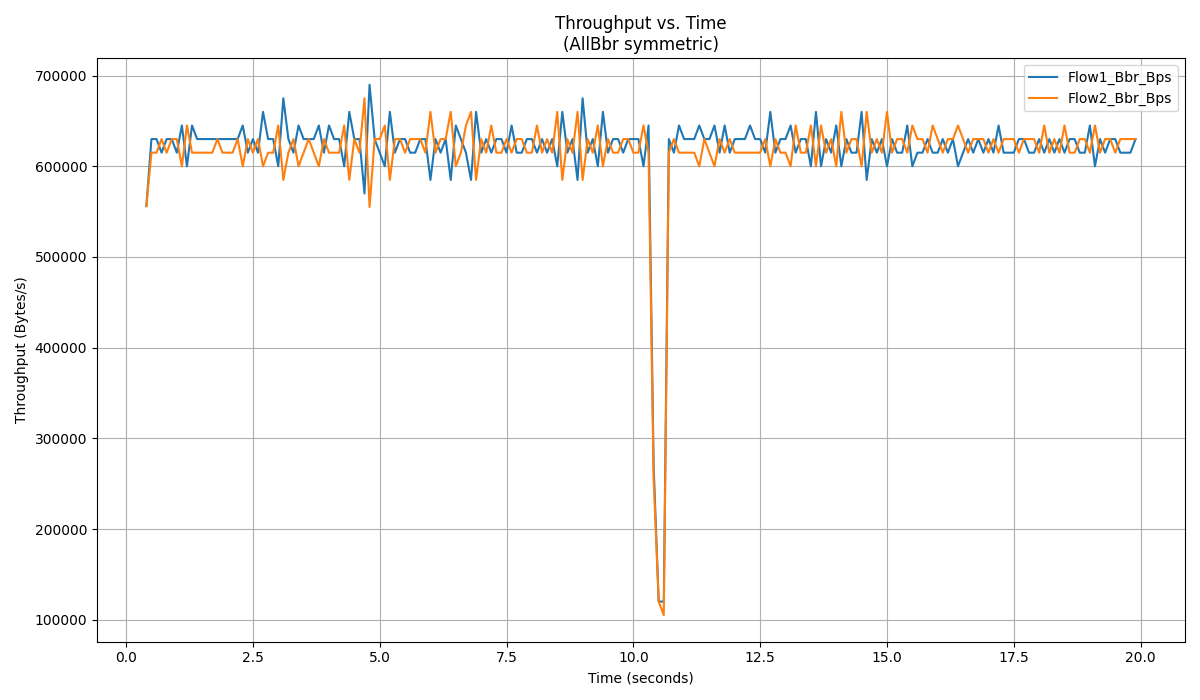 Throughput vs. Time
(AllBbr symmetric)
Flow1_Bbr_Bps
Flow2_Bbr_Bps
Throughput (Bytes/s)
700000
600000
500000
400000
300000
200000
100000
0.0 2.5 5.0 7.5 10.0 12.5 15.0 17.5 20.0
Time (seconds)